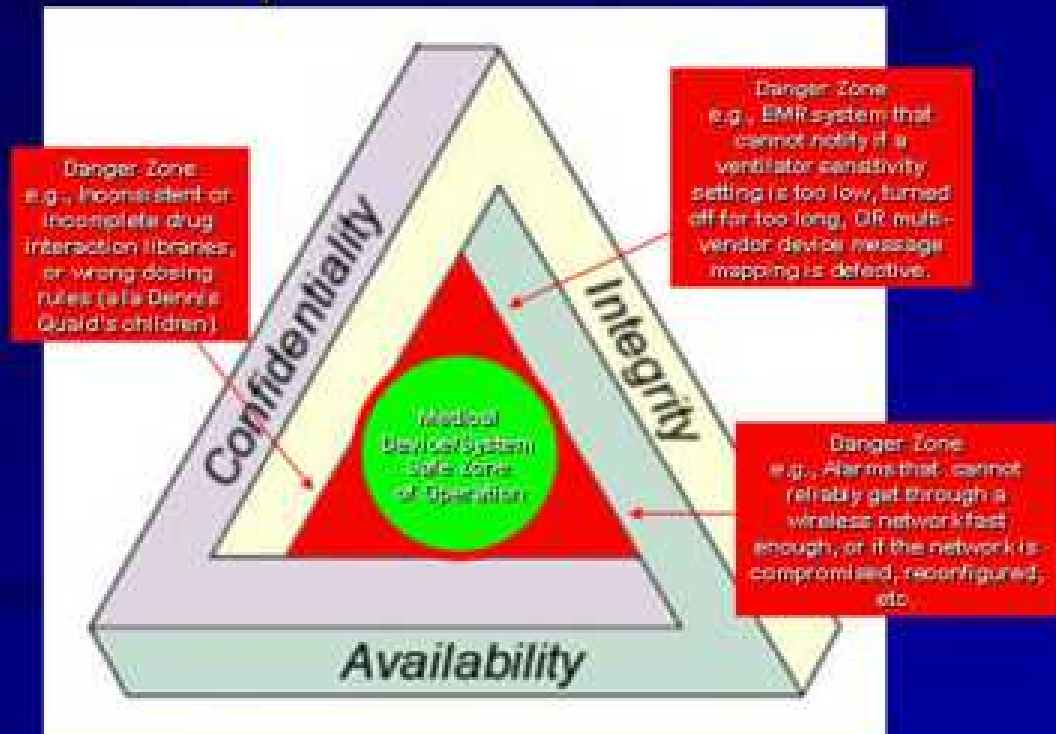 Danger Zone
e.g., Inconsistent or
incomplete drug
interaction libraries,
or wrong dosing
rules (a la Dennis
Quaid's children)
Danger Zone
e.g., EMR system that
cannot notify if a
ventilator sensitivity
setting is too low, turned
off for too long, OR multi-
vendor device message
mapping is defective.
Confidentiality
Integrity
Medical
Device/System
Safe Zone
of Operation
Danger Zone
e.g., Alarms that cannot
reliably get through a
wireless network fast
enough, or if the network is
compromised, reconfigured,
etc
Availability